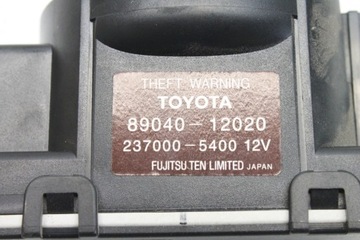 THEFT WARNING
TOYOTA
89040-12020
237000-5400 12V
FUJITSU TEN LIMITED JAPAN